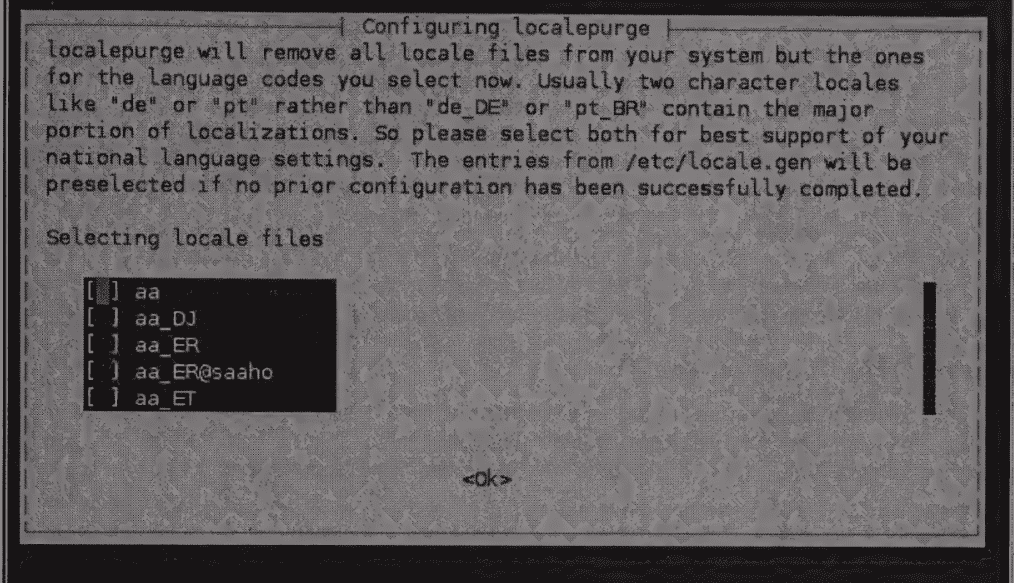 Configuring localepurge
localepurge will remove all locale files from your system but the ones
for the language codes you select now. Usually two character locales
like "de" or "pt" rather than "de_DE" or "pt_BR" contain the major
portion of localizations. So please select both for best support of your
national language settings.  The entries from /etc/locale.gen will be
preselected if no prior configuration has been successfully completed.
Selecting locale files
[ ] aa
[ ] aa_DJ
[ ] aa_ER
[ ] aa_ER@saaho
[ ] aa_ET
<Ok>